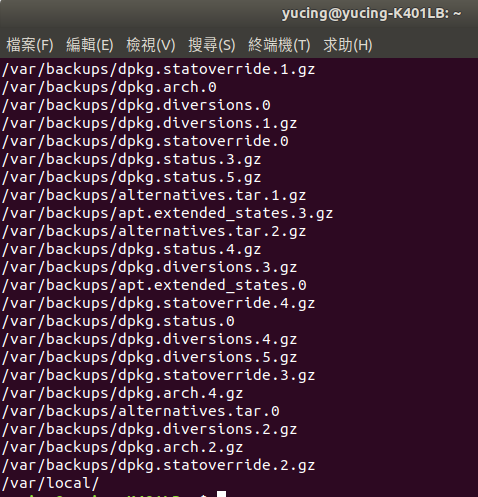 yucing@yucing-K401LB: ~
檔案(F) 編輯(E) 檢視(V) 搜尋(S) 終端機(T) 求助(H)
/var/backups/dpkg.statoverride.1.gz
/var/backups/dpkg.arch.0
/var/backups/dpkg.diversions.0
/var/backups/dpkg.diversions.1.gz
/var/backups/dpkg.statoverride.0
/var/backups/dpkg.status.3.gz
/var/backups/dpkg.status.5.gz
/var/backups/alternatives.tar.1.gz
/var/backups/apt.extended_states.3.gz
/var/backups/alternatives.tar.2.gz
/var/backups/dpkg.status.4.gz
/var/backups/dpkg.diversions.3.gz
/var/backups/apt.extended_states.0
/var/backups/dpkg.statoverride.4.gz
/var/backups/dpkg.status.0
/var/backups/dpkg.diversions.4.gz
/var/backups/dpkg.diversions.5.gz
/var/backups/dpkg.statoverride.3.gz
/var/backups/dpkg.arch.4.gz
/var/backups/alternatives.tar.0
/var/backups/dpkg.diversions.2.gz
/var/backups/dpkg.arch.2.gz
/var/backups/dpkg.statoverride.2.gz
/var/local/